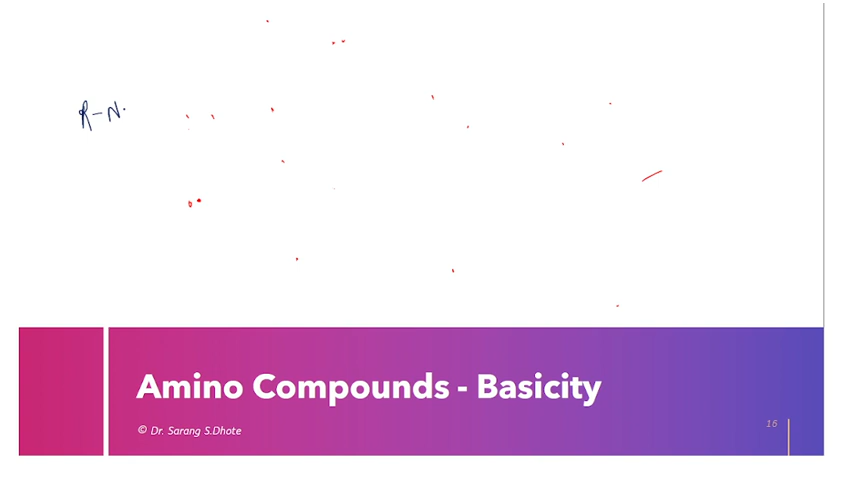 R-N.
Amino Compounds - Basicity
© Dr. Sarang S.Dhote
16